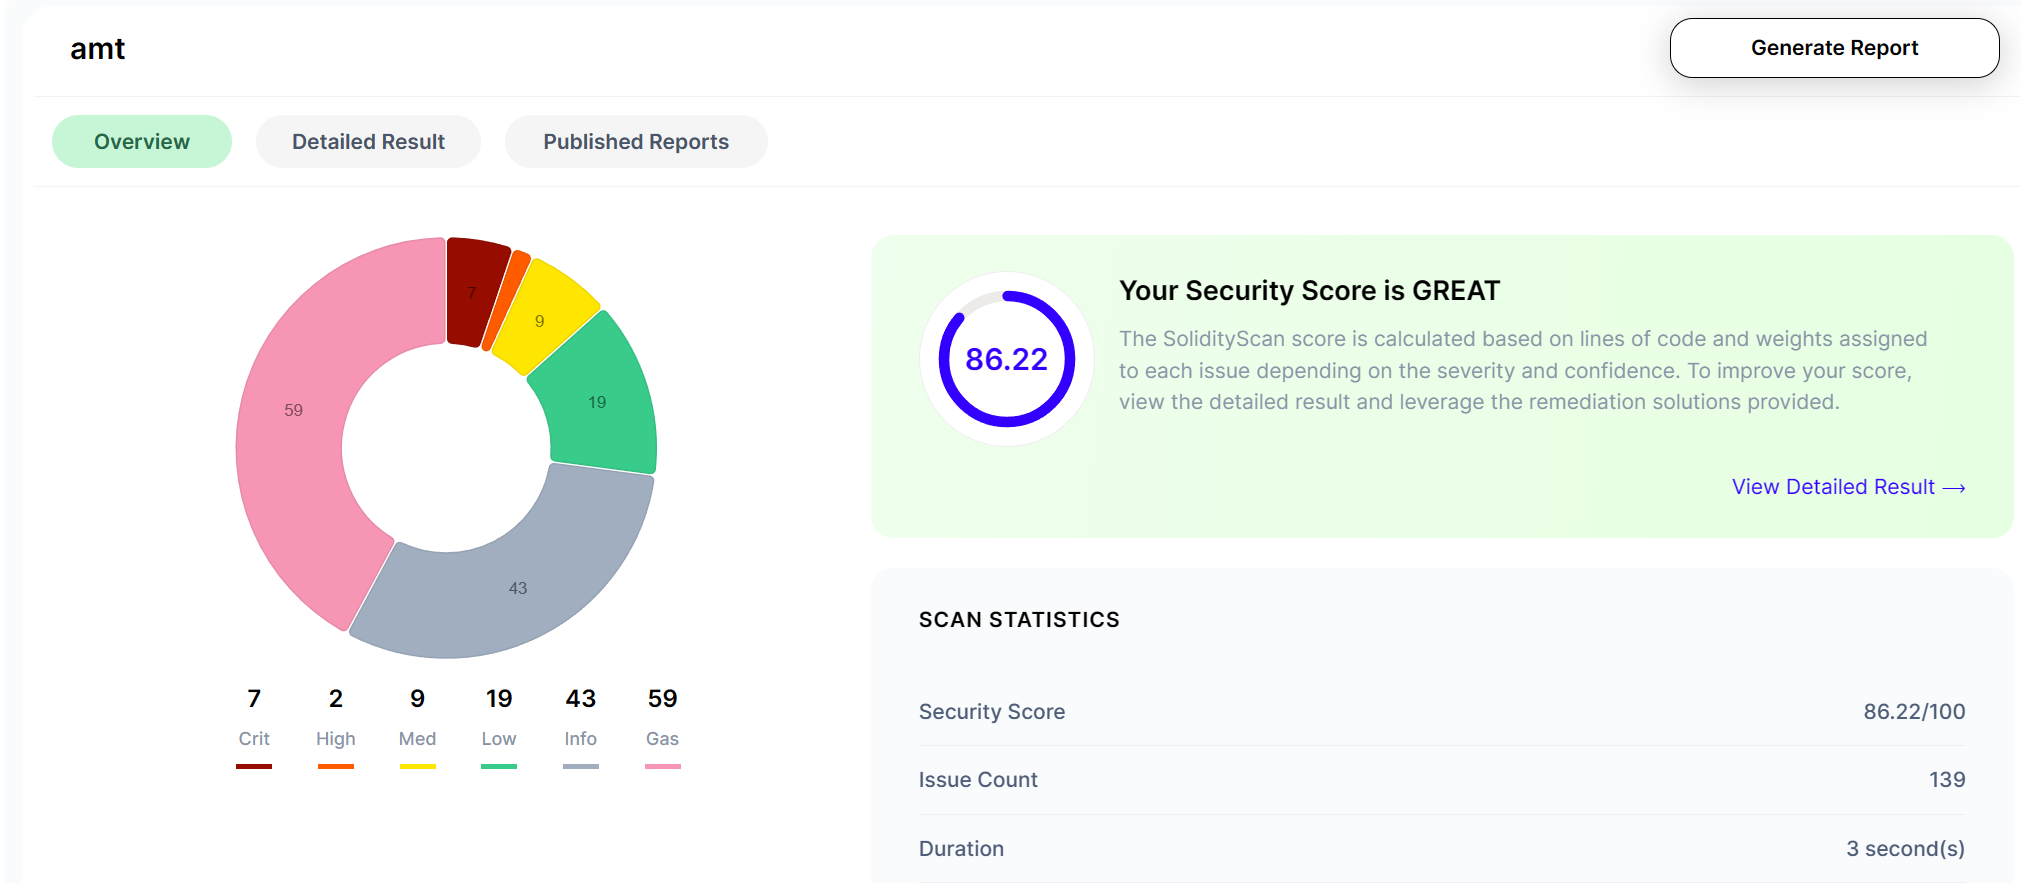 amt
Generate Report
Overview
Detailed Result
Published Reports
7
9
19
43
59
7 2 9 19 43 59
Crit High Med Low Info Gas
86.22
Your Security Score is GREAT
The SolidityScan score is calculated based on lines of code and weights assigned
to each issue depending on the severity and confidence. To improve your score,
view the detailed result and leverage the remediation solutions provided.
View Detailed Result →
SCAN STATISTICS
Security Score 86.22/100
Issue Count 139
Duration 3 second(s)